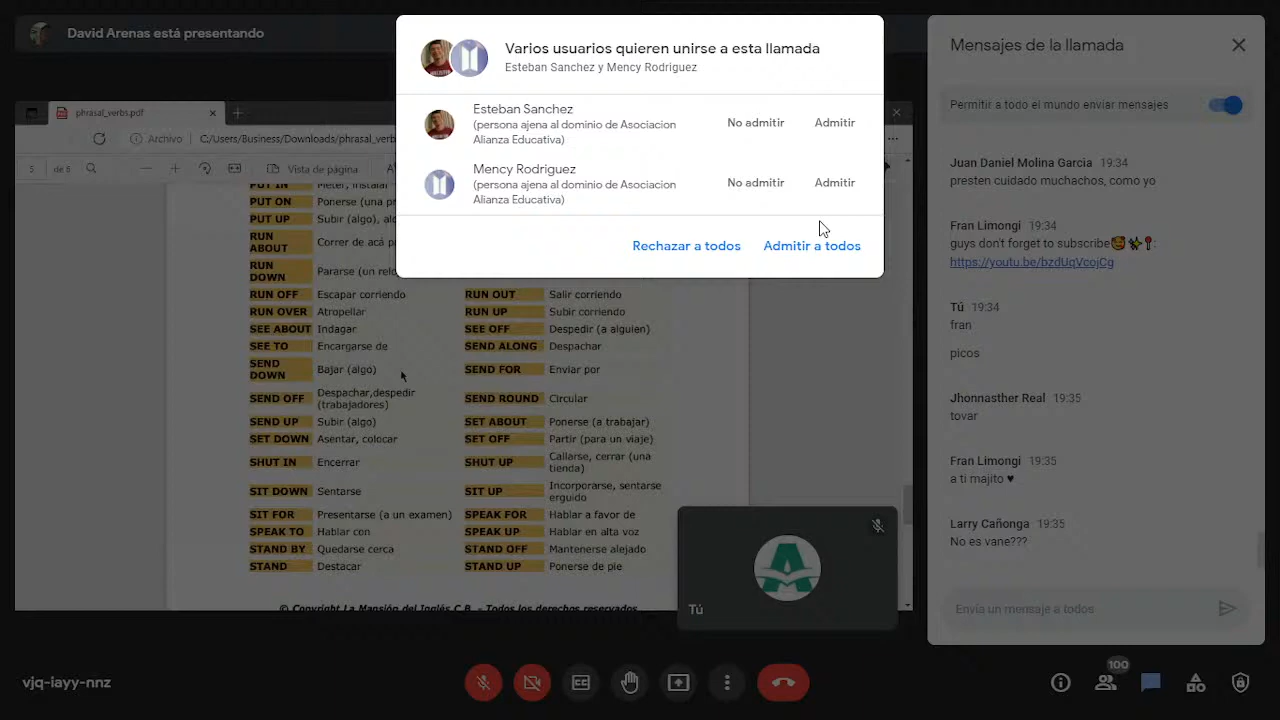 David Arenas está presentando
Varios usuarios quieren unirse a esta llamada
Esteban Sanchez y Mency Rodriguez
Esteban Sanchez
(persona ajena al dominio de Asociacion
Alianza Educativa)
No admitir
Admitir
Mency Rodriguez
(persona ajena al dominio de Asociacion
Alianza Educativa)
No admitir
Admitir
Rechazar a todos
Admitir a todos
phrasal_verbs.pdf
Archivo
C:/Users/Business/Downloads/phrasal_verb
5
de 6
Vista de página
PUT IN Meter, instalar
PUT ON Ponerse (una pr
PUT UP Subir (algo), al
RUN
ABOUT
Correr de acá p
RUN
DOWN
Pararse (un rel
RUN OFF Escapar corriendo RUN OUT Salir corriendo
RUN OVER Atropellar RUN UP Subir corriendo
SEE ABOUT Indagar SEE OFF Despedir (a alguien)
SEE TO Encargarse de SEND ALONG Despachar
SEND
DOWN
Bajar (algo) SEND FOR Enviar por
SEND OFF Despachar,despedir
(trabajadores)
SEND ROUND Circular
SEND UP Subir (algo) SET ABOUT Ponerse (a trabajar)
SET DOWN Asentar, colocar SET OFF Partir (para un viaje)
SHUT IN Encerrar SHUT UP Callarse, cerrar (una
tienda)
SIT DOWN Sentarse SIT UP Incorporarse, sentarse
erguido
SIT FOR Presentarse (a un examen) SPEAK FOR Hablar a favor de
SPEAK TO Hablar con SPEAK UP Hablar en alta voz
STAND BY Quedarse cerca STAND OFF Mantenerse alejado
STAND Destacar STAND UP Ponerse de pie
© Copyright La Mansión del Inglés C.B. - Todos los derechos reservados
Tú
Mensajes de la llamada
Permitir a todo el mundo enviar mensajes
Juan Daniel Molina Garcia 19:34
presten cuidado muchachos, como yo
Fran Limongi 19:34
guys don't forget to subscribe🥰✨🎈:
https://youtu.be/bzdUqVcojCg
Tú 19:34
fran
picos
Jhonnasther Real 19:35
tovar
Fran Limongi 19:35
a ti majito ♥
Larry Cañonga 19:35
No es vane???
Envía un mensaje a todos
vjq-iayy-nnz
100